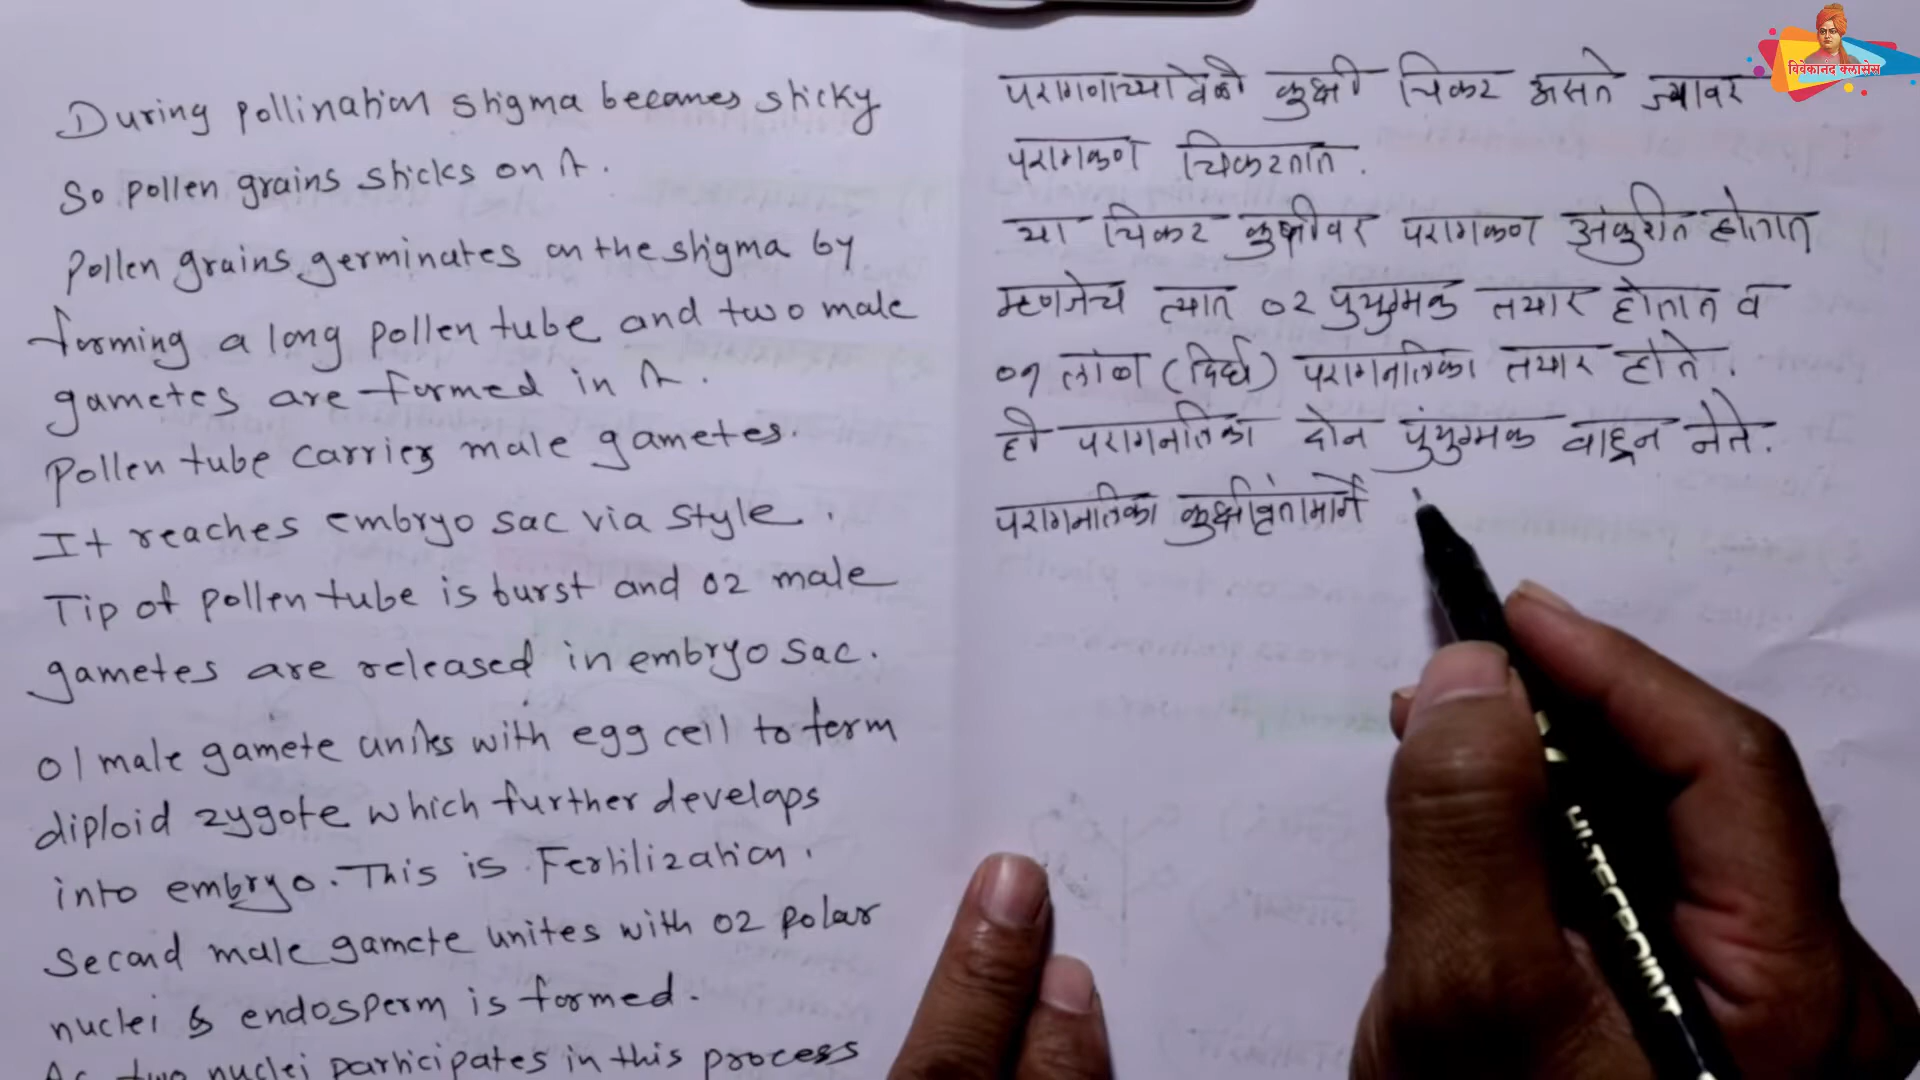 During pollination stigma becomes sticky
So pollen grains sticks on it.
Pollen grains germinates on the stigma by
forming a long pollen tube and two male
gametes are formed in it.
Pollen tube carries male gametes.
It reaches embryo sac via style.
Tip of pollen tube is burst and 02 male
gametes are released in embryo sac.
01 male gamete unites with egg cell to form
diploid zygote which further develops
into embryo. This is Fertilization.
Second male gamete unites with 02 polar
nuclei & endosperm is formed.
As two nuclei participates in this process
परागणाच्यावेळी कुक्षी चिकट असते ज्यावर
परागकण चिकटतात.
या चिकट कुक्षीवर परागकण अंकुरीत होतात
म्हणजेच त्यात ०२ पुंयुग्मक तयार होतात व
०१ लांब (दिर्घ) परागनलिका तयार होते.
ही परागनलिका दोन पुंयुग्मक वाहून नेते.
परागनलिका कुक्षीवृंतामार्गे
विवेकानंद क्लासेस
HI-TECPOINT